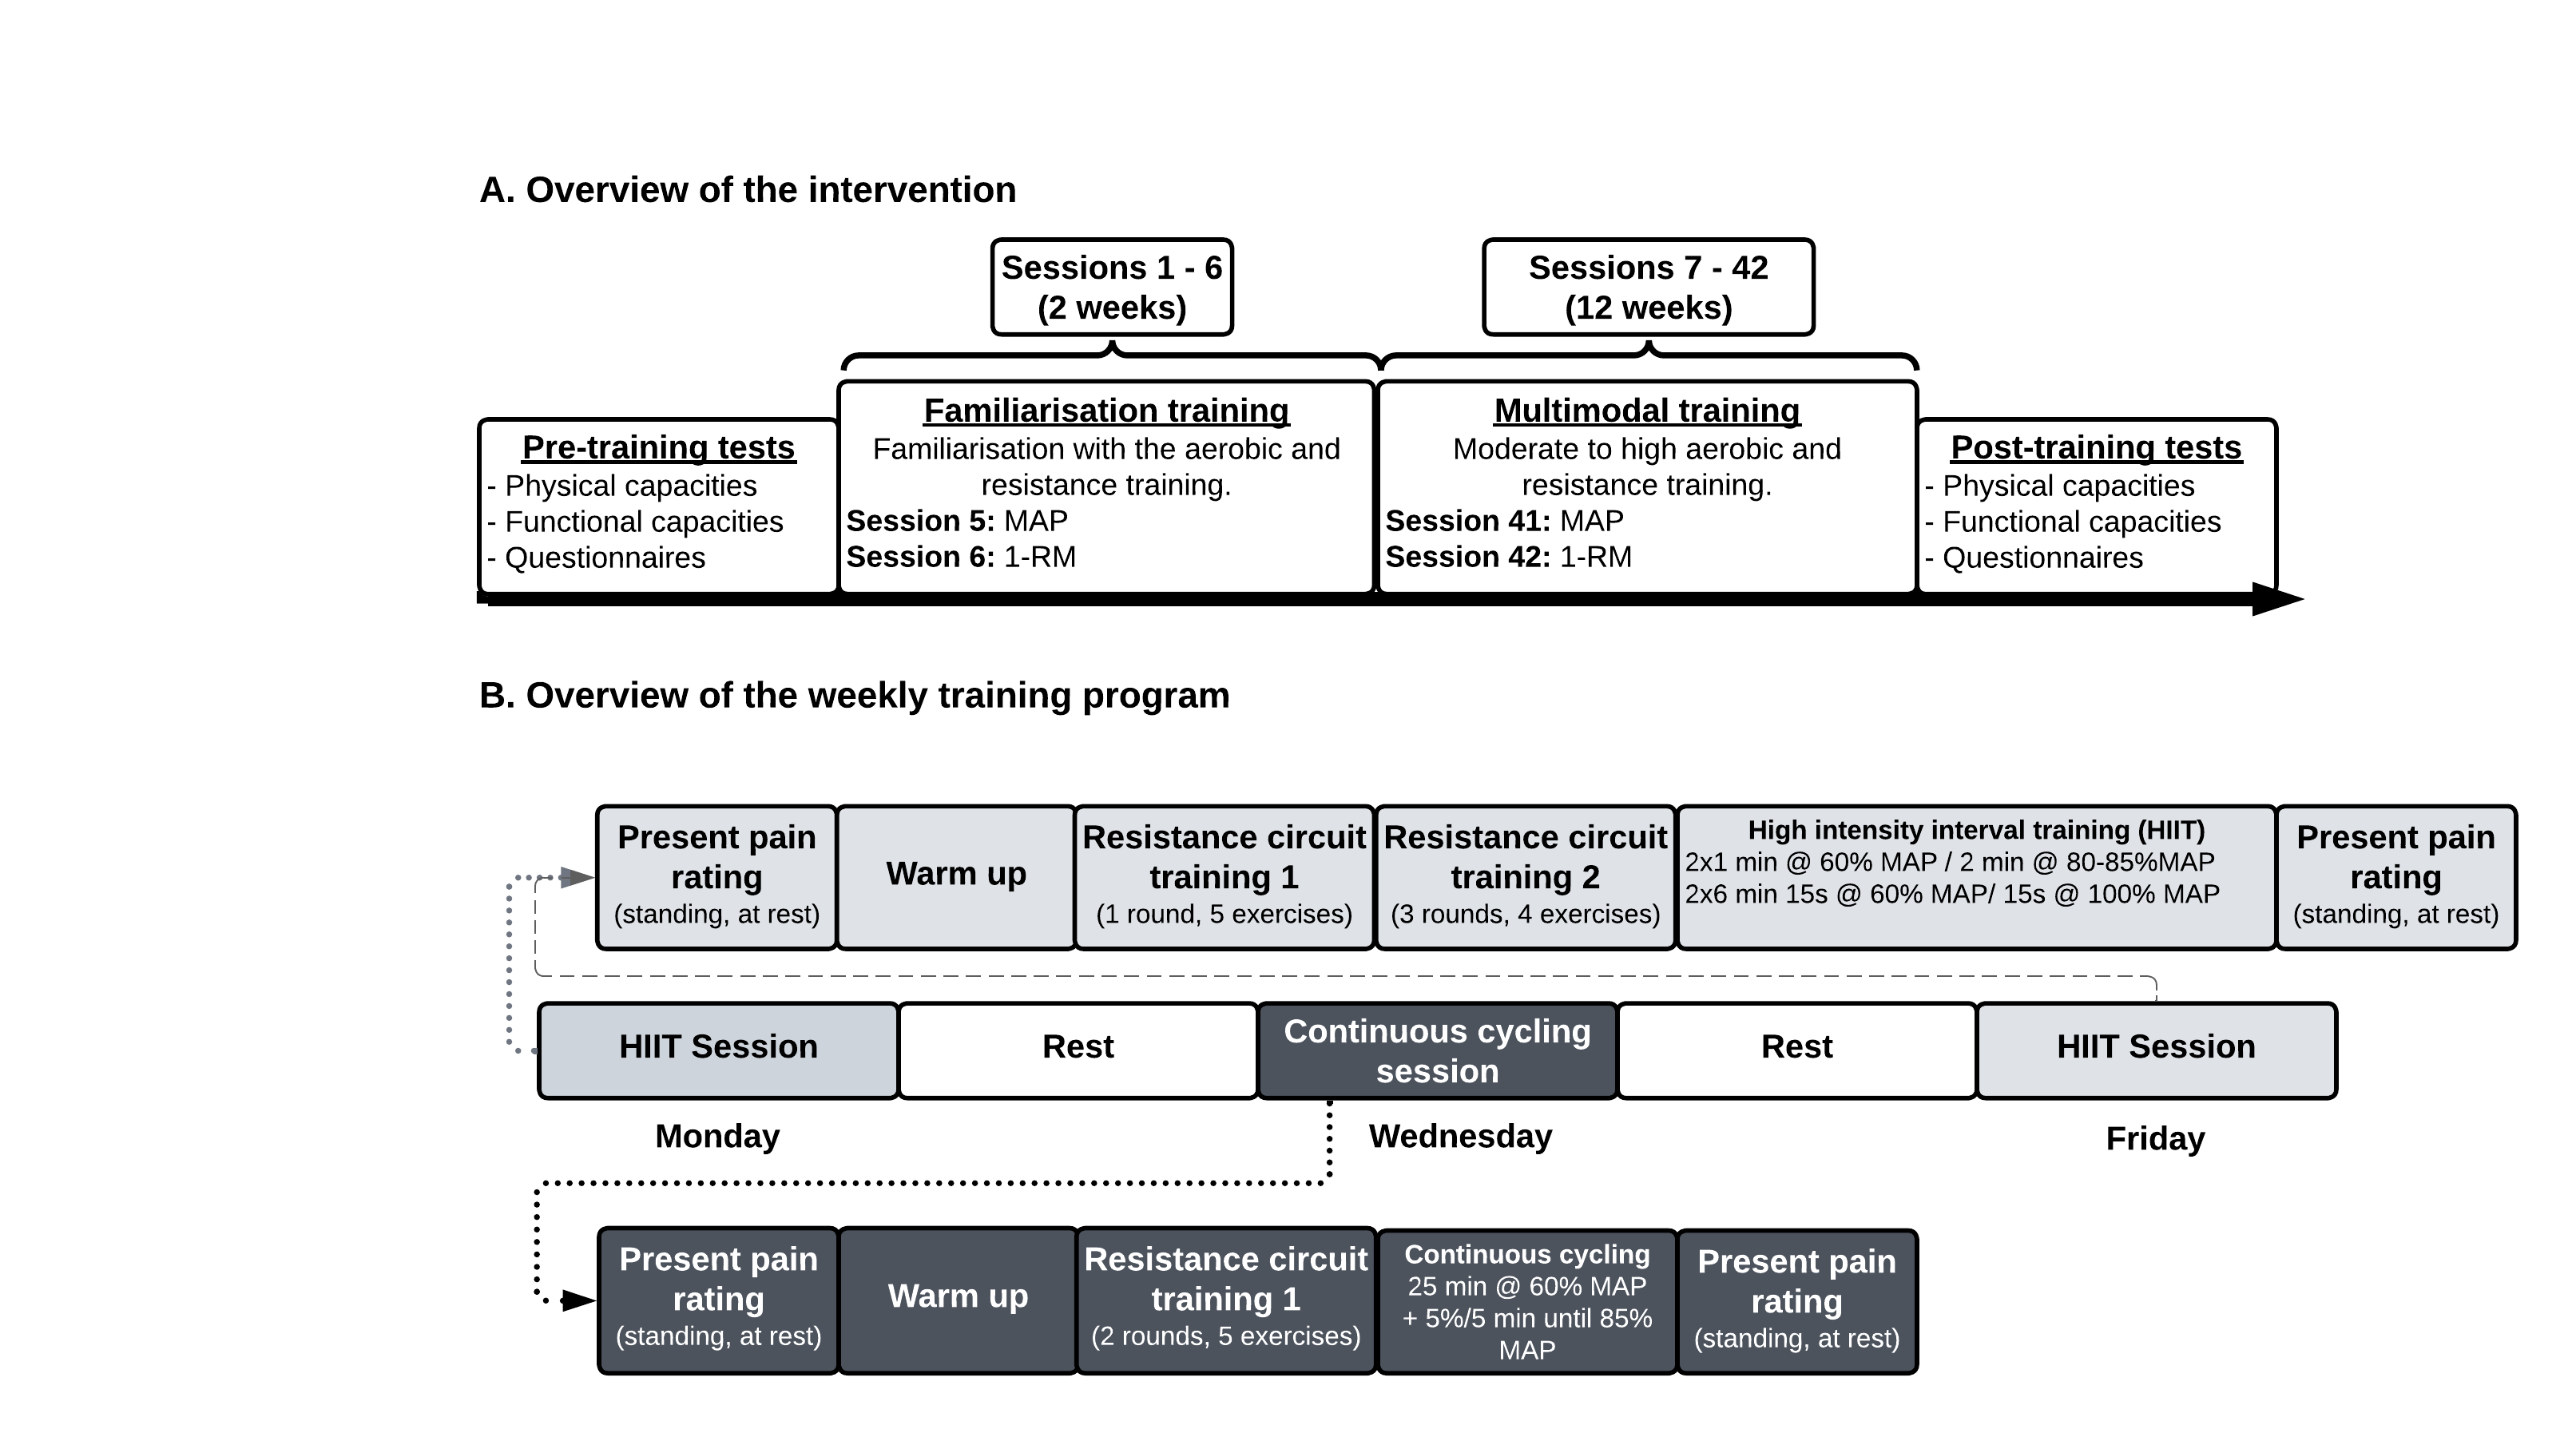 A. Overview of the intervention
Sessions 1 - 6
(2 weeks)
Sessions 7 - 42
(12 weeks)
Pre-training tests
- Physical capacities
- Functional capacities
- Questionnaires
Familiarisation training
Familiarisation with the aerobic and
resistance training.
Session 5: MAP
Session 6: 1-RM
Multimodal training
Moderate to high aerobic and
resistance training.
Session 41: MAP
Session 42: 1-RM
Post-training tests
- Physical capacities
- Functional capacities
- Questionnaires
B. Overview of the weekly training program
Present pain
rating
(standing, at rest)
Warm up
Resistance circuit
training 1
(1 round, 5 exercises)
Resistance circuit
training 2
(3 rounds, 4 exercises)
High intensity interval training (HIIT)
2x1 min @ 60% MAP / 2 min @ 80-85%MAP
2x6 min 15s @ 60% MAP/ 15s @ 100% MAP
Present pain
rating
(standing, at rest)
HIIT Session
Rest
Continuous cycling
session
Rest
HIIT Session
Monday
Wednesday
Friday
Present pain
rating
(standing, at rest)
Warm up
Resistance circuit
training 1
(2 rounds, 5 exercises)
Continuous cycling
25 min @ 60% MAP
+ 5%/5 min until 85%
MAP
Present pain
rating
(standing, at rest)